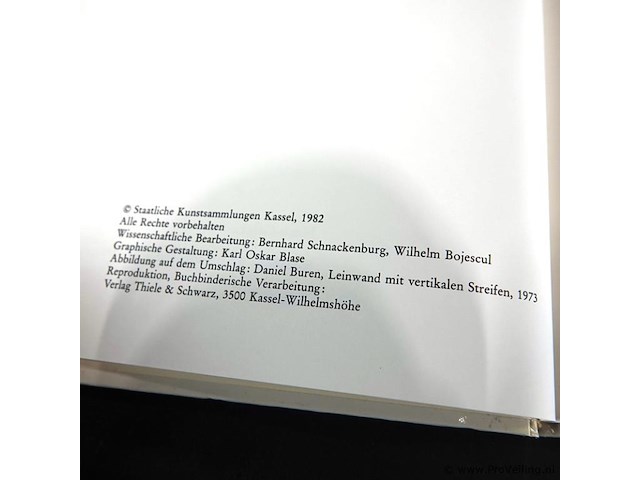 © Staatliche Kunstsammlungen Kassel, 1982
Alle Rechte vorbehalten
Wissenschaftliche Bearbeitung: Bernhard Schnackenburg, Wilhelm Bojescul
Graphische Gestaltung: Karl Oskar Blase
Abbildung auf dem Umschlag: Daniel Buren, Leinwand mit vertikalen Streifen, 1973
Reproduktion, Buchbinderische Verarbeitung:
Verlag Thiele & Schwarz, 3500 Kassel-Wilhelmshöhe